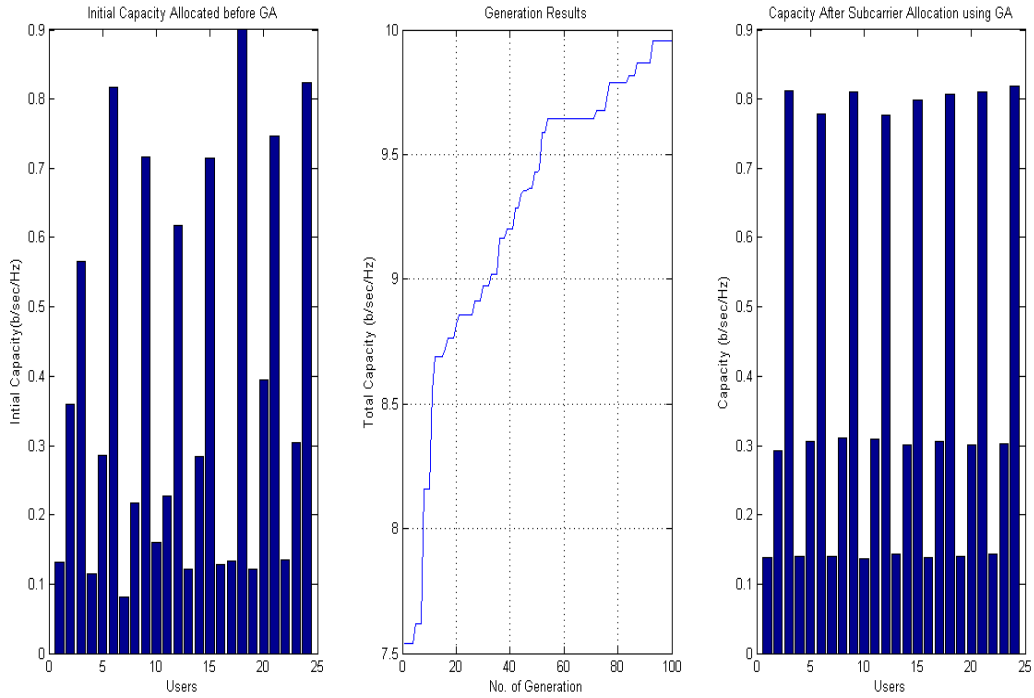 Initial Capacity Allocated before GA
Intial Capacity(b/sec/Hz)
0.9
0.8
0.7
0.6
0.5
0.4
0.3
0.2
0.1
0
0 5 10 15 20 25
Users
Generation Results
Total Capacity (b/sec/Hz)
10
9.5
9
8.5
8
7.5
0 20 40 60 80 100
No. of Generation
Capacity After Subcarrier Allocation using GA
Capacity (b/sec/Hz)
0.9
0.8
0.7
0.6
0.5
0.4
0.3
0.2
0.1
0
0 5 10 15 20 25
Users